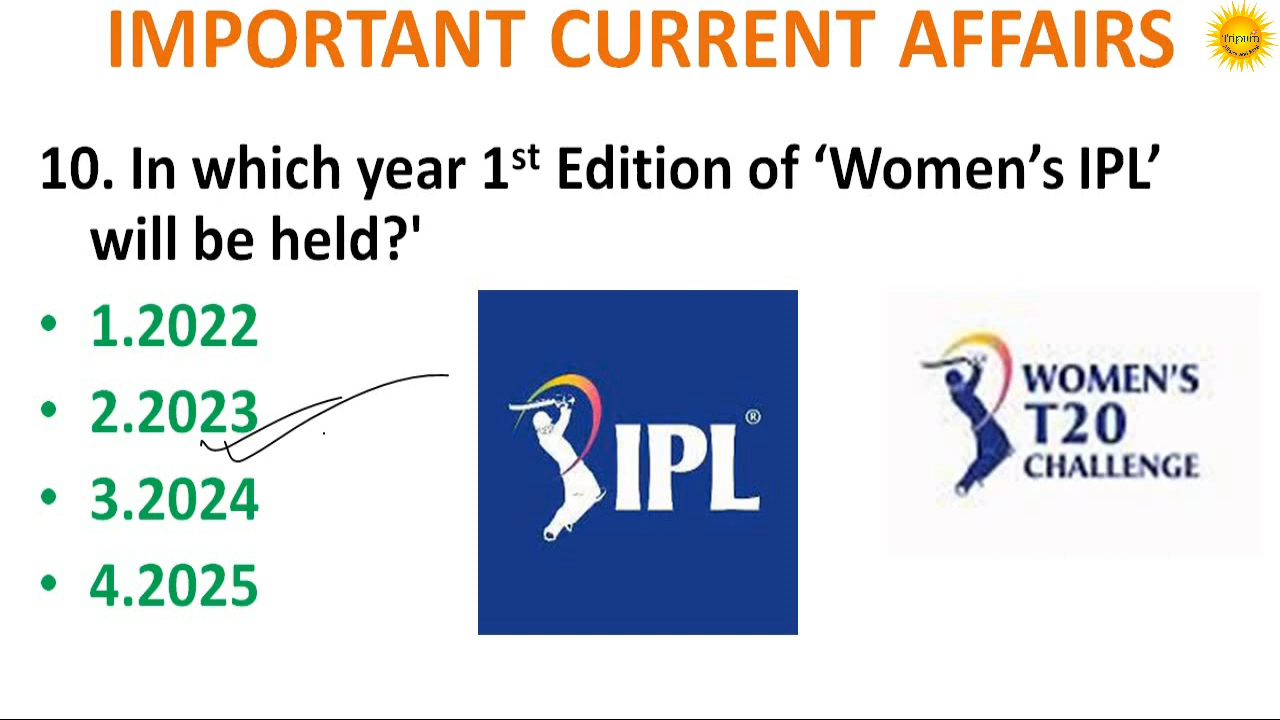 IMPORTANT CURRENT AFFAIRS
10. In which year 1st Edition of ‘Women’s IPL’
will be held?'
• 1.2022
• 2.2023
• 3.2024
• 4.2025
IPL®
WOMEN'S
T20
CHALLENGE